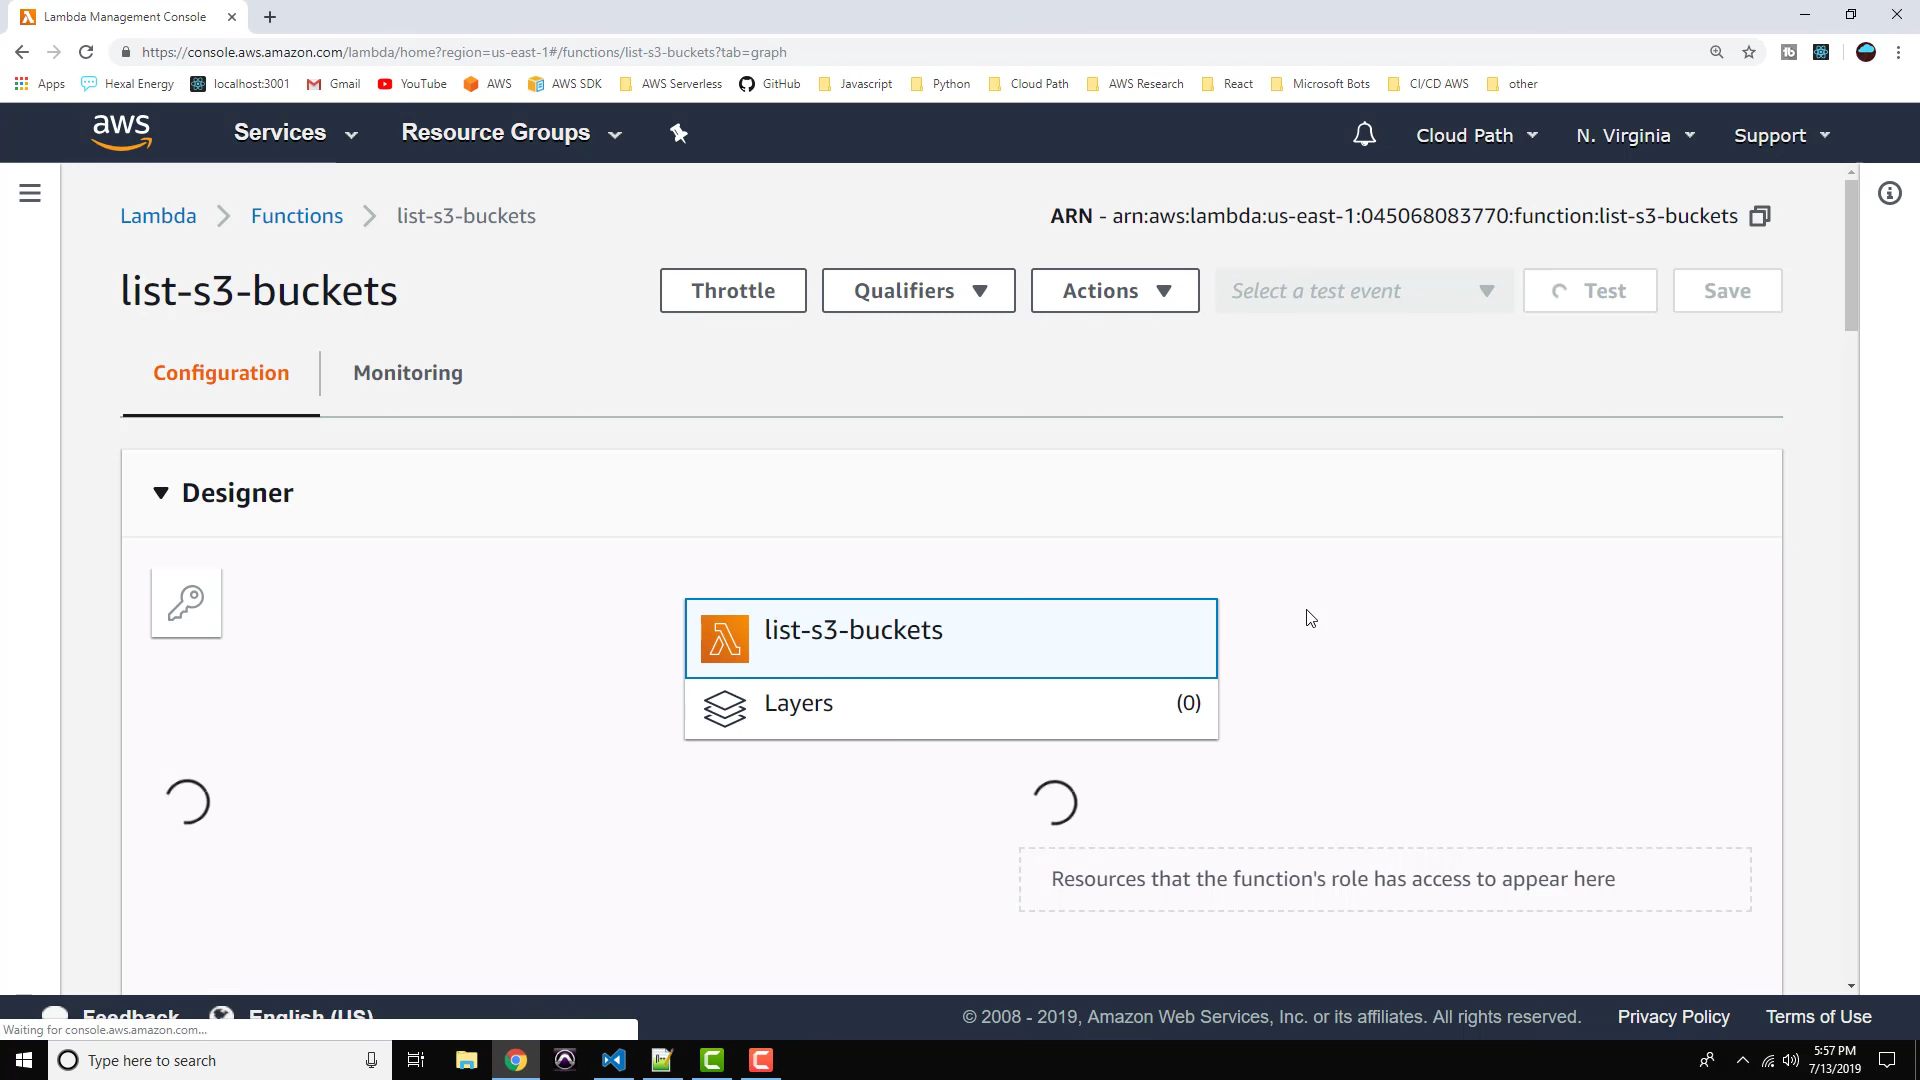 Lambda Management Console
https://console.aws.amazon.com/lambda/home?region=us-east-1#/functions/list-s3-buckets?tab=graph
Apps Hexal Energy localhost:3001 Gmail YouTube AWS AWS SDK AWS Serverless GitHub Javascript Python Cloud Path AWS Research React Microsoft Bots CI/CD AWS other
aws Services Resource Groups Cloud Path N. Virginia Support
Lambda Functions list-s3-buckets ARN - arn:aws:lambda:us-east-1:045068083770:function:list-s3-buckets
list-s3-buckets Throttle Qualifiers Actions Select a test event Test Save
Configuration Monitoring
Designer
list-s3-buckets
Layers (0)
Resources that the function's role has access to appear here
Feedback English (US) © 2008 - 2019, Amazon Web Services, Inc. or its affiliates. All rights reserved. Privacy Policy Terms of Use
Waiting for console.aws.amazon.com...
Type here to search
5:57 PM
7/13/2019